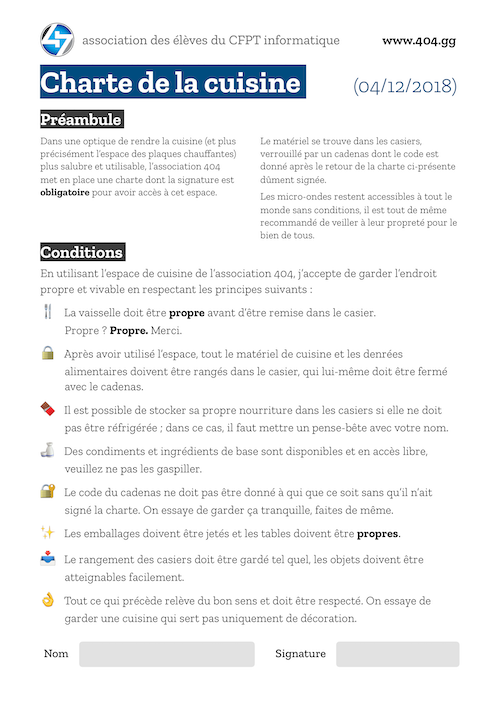 association des élèves du CFPT informatique
www.404.gg
Charte de la cuisine
(04/12/2018)
Préambule
Dans une optique de rendre la cuisine (et plus
précisément l'espace des plaques chauffantes)
plus salubre et utilisable, l'association 404
met en place une charte dont la signature est
obligatoire pour avoir accès à cet espace.
Le matériel se trouve dans les casiers,
verrouillé par un cadenas dont le code est
donné après le retour de la charte ci-présente
dûment signée.
Les micro-ondes restent accessibles à tout le
monde sans conditions, il est tout de même
recommandé de veiller à leur propreté pour le
bien de tous.
Conditions
En utilisant l'espace de cuisine de l'association 404, j'accepte de garder l'endroit
propre et vivable en respectant les principes suivants :
La vaisselle doit être propre avant d'être remise dans le casier.
Propre ? Propre. Merci.
Après avoir utilisé l'espace, tout le matériel de cuisine et les denrées
alimentaires doivent être rangés dans le casier, qui lui-même doit être fermé
avec le cadenas.
Il est possible de stocker sa propre nourriture dans les casiers si elle ne doit
pas être réfrigérée ; dans ce cas, il faut mettre un pense-bête avec votre nom.
Des condiments et ingrédients de base sont disponibles et en accès libre,
veuillez ne pas les gaspiller.
Le code du cadenas ne doit pas être donné à qui que ce soit sans qu'il n'ait
signé la charte. On essaye de garder ça tranquille, faites de même.
Les emballages doivent être jetés et les tables doivent être propres.
Le rangement des casiers doit être gardé tel quel, les objets doivent être
atteignables facilement.
Tout ce qui précède relève du bon sens et doit être respecté. On essaye de
garder une cuisine qui sert pas uniquement de décoration.
Nom
Signature